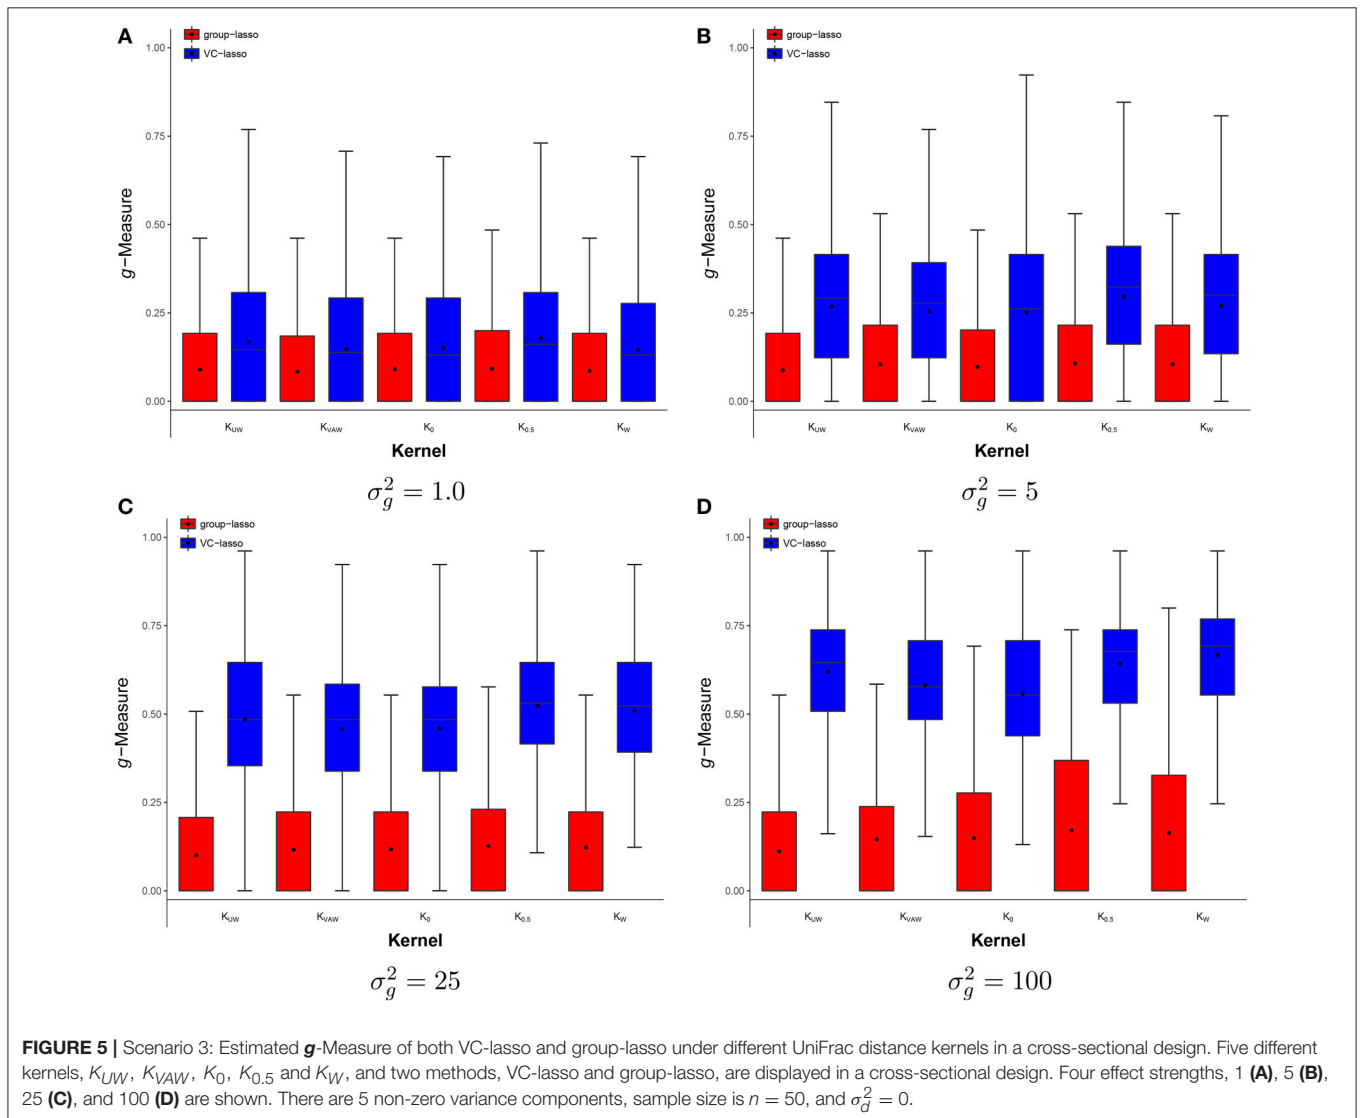 A
group-lasso
VC-lasso
1.00
0.75
0.50
0.25
0.00
g-Measure
K_UW K_VAW K_0 K_0.5 K_W
Kernel
σ_g^2 = 1.0
B
group-lasso
VC-lasso
1.00
0.75
0.50
0.25
0.00
g-Measure
K_UW K_VAW K_0 K_0.5 K_W
Kernel
σ_g^2 = 5
C
group-lasso
VC-lasso
1.00
0.75
0.50
0.25
0.00
g-Measure
K_UW K_VAW K_0 K_0.5 K_W
Kernel
σ_g^2 = 25
D
group-lasso
VC-lasso
1.00
0.75
0.50
0.25
0.00
g-Measure
K_UW K_VAW K_0 K_0.5 K_W
Kernel
σ_g^2 = 100
FIGURE 5 | Scenario 3: Estimated g-Measure of both VC-lasso and group-lasso under different UniFrac distance kernels in a cross-sectional design. Five different
kernels, K_UW, K_VAW, K_0, K_0.5 and K_W, and two methods, VC-lasso and group-lasso, are displayed in a cross-sectional design. Four effect strengths, 1 (A), 5 (B),
25 (C), and 100 (D) are shown. There are 5 non-zero variance components, sample size is n = 50, and σ_d^2 = 0.